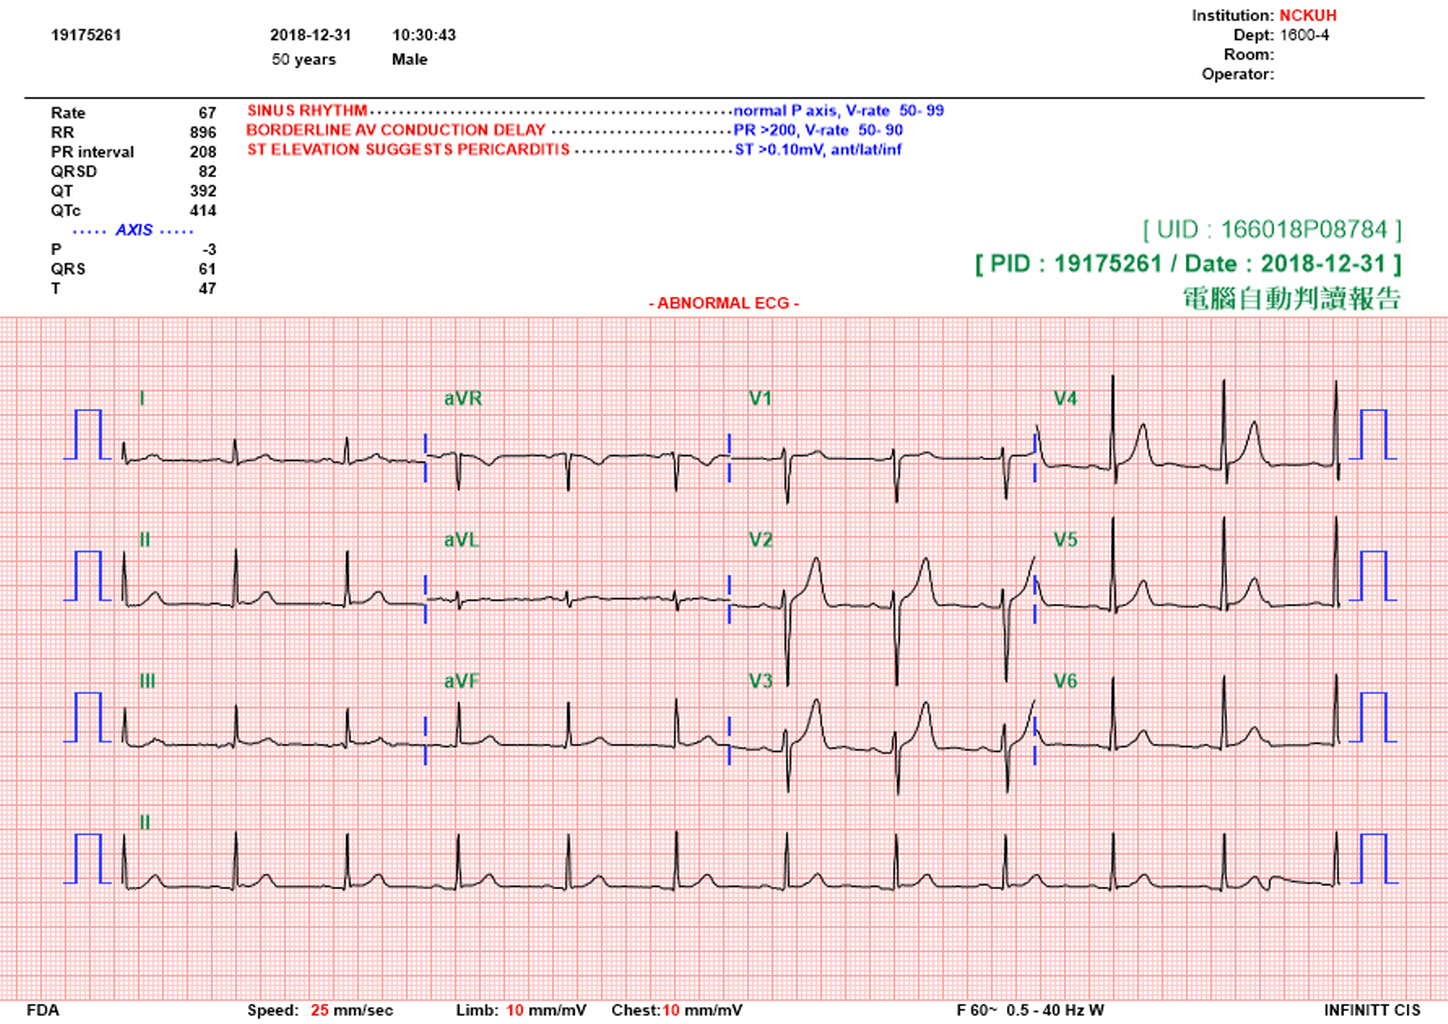 Institution: NCKUH
19175261 2018-12-31 10:30:43 Dept: 1600-4
50 years Male Room:
Operator:
Rate 67 SINUS RHYTHM normal P axis, V-rate 50- 99
RR 896 BORDERLINE AV CONDUCTION DELAY PR >200, V-rate 50- 90
PR interval 208 ST ELEVATION SUGGESTS PERICARDITIS ST >0.10mV, ant/lat/inf
QRSD 82
QT 392
QTc 414
AXIS
[ UID : 166018P08784 ]
P -3
[ PID : 19175261 / Date : 2018-12-31 ]
QRS 61
T 47
電腦自動判讀報告
- ABNORMAL ECG -
I aVR V1 V4
II aVL V2 V5
III aVF V3 V6
II
FDA Speed: 25 mm/sec Limb: 10 mm/mV Chest:10 mm/mV F 60~ 0.5 - 40 Hz W INFINITT CIS